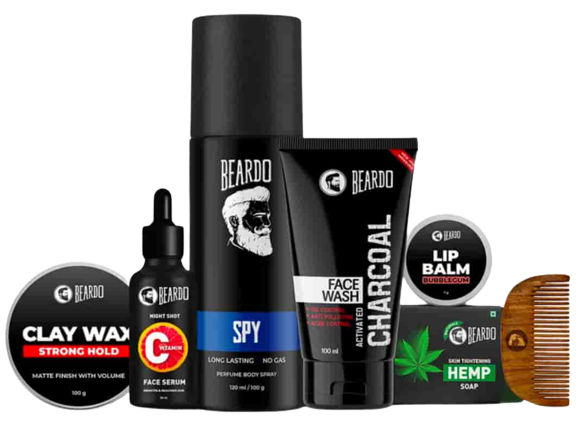 BEARDO
CLAY WAX
STRONG HOLD
MATTE FINISH WITH VOLUME
100 g
BEARDO
NIGHT SHOT
C VITAMIN
FACE SERUM
BEARDO
SPY
LONG LASTING NO GAS
PERFUME BODY SPRAY
120 ml / 100 g
BEARDO
ACTIVATED
CHARCOAL
FACE
WASH
100 ml
BEARDO
LIP
BALM
BUBBLEGUM
BEARDO
SKIN TIGHTENING
HEMP
SOAP